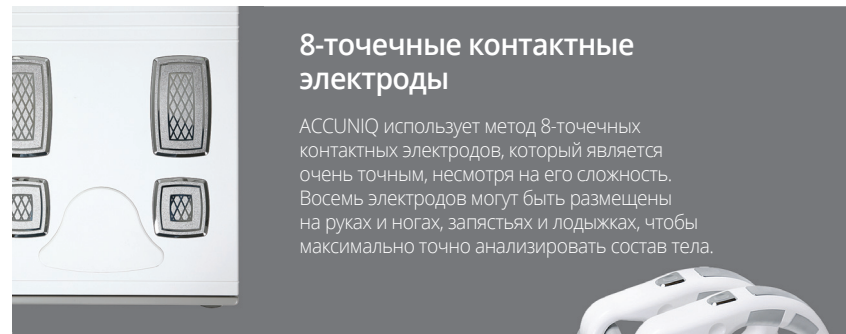 8-точечные контактные
электроды
ACCUNIQ использует метод 8-точечных
контактных электродов, который является
очень точным, несмотря на его сложность.
Восемь электродов могут быть размещены
на руках и ногах, запястьях и лодыжках, чтобы
максимально точно анализировать состав тела.